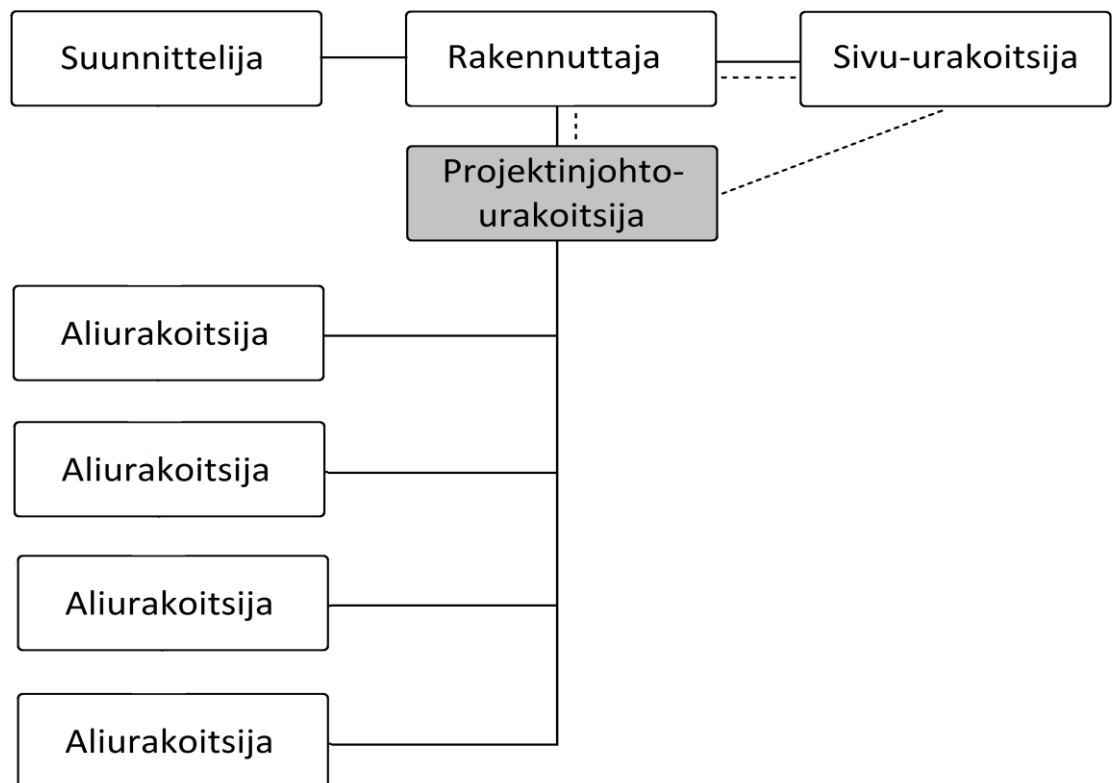 Suunnittelija
Rakennuttaja
Sivu-urakoitsija
Projektinjohto-
urakoitsija
Aliurakoitsija
Aliurakoitsija
Aliurakoitsija
Aliurakoitsija